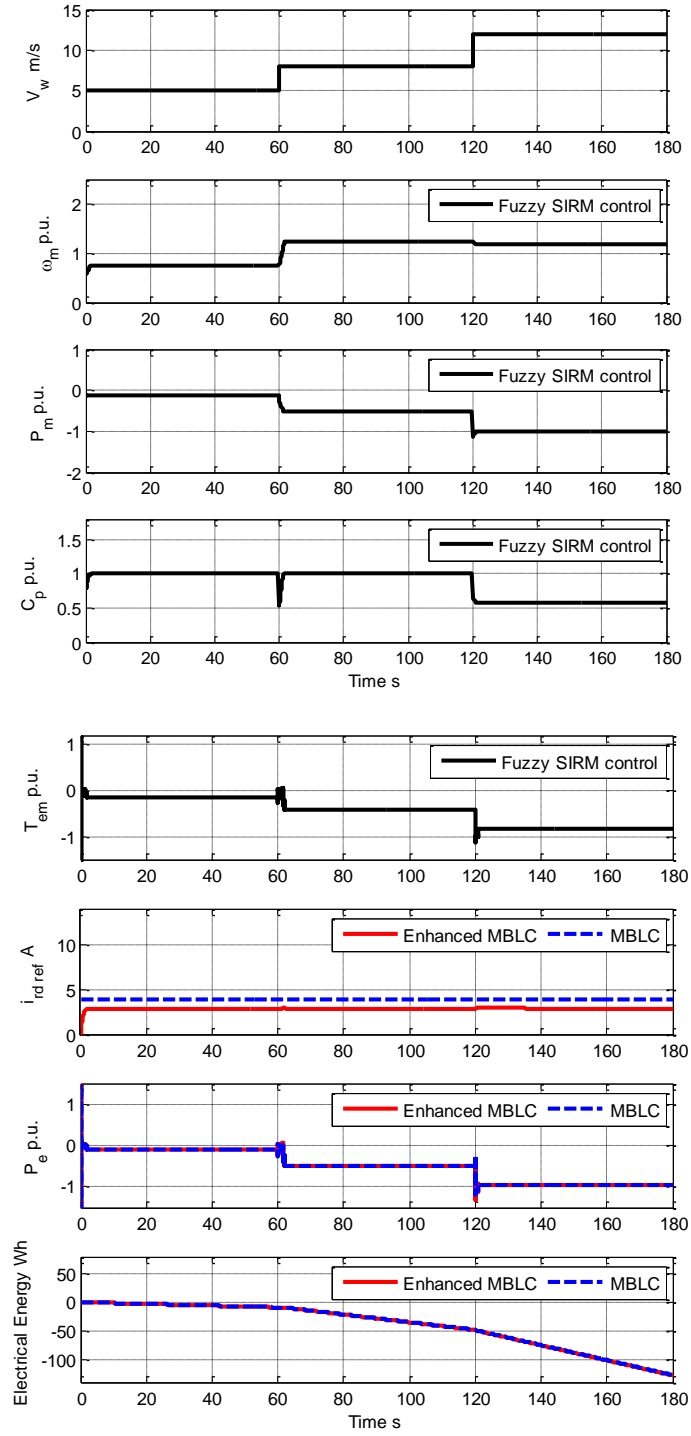 V_w m/s
15
10
5
0
0 20 40 60 80 100 120 140 160 180
ω_m p.u.
2
1
0
Fuzzy SIRM control
0 20 40 60 80 100 120 140 160 180
P_m p.u.
1
0
-1
-2
Fuzzy SIRM control
0 20 40 60 80 100 120 140 160 180
C_p p.u.
1.5
1
0.5
0
Fuzzy SIRM control
0 20 40 60 80 100 120 140 160 180
Time s
T_em p.u.
1
0
-1
Fuzzy SIRM control
0 20 40 60 80 100 120 140 160 180
i_rd ref A
10
5
0
Enhanced MBLC MBLC
0 20 40 60 80 100 120 140 160 180
P_e p.u.
1
0
-1
Enhanced MBLC MBLC
0 20 40 60 80 100 120 140 160 180
Electrical Energy Wh
50
0
-50
-100
Enhanced MBLC MBLC
0 20 40 60 80 100 120 140 160 180
Time s